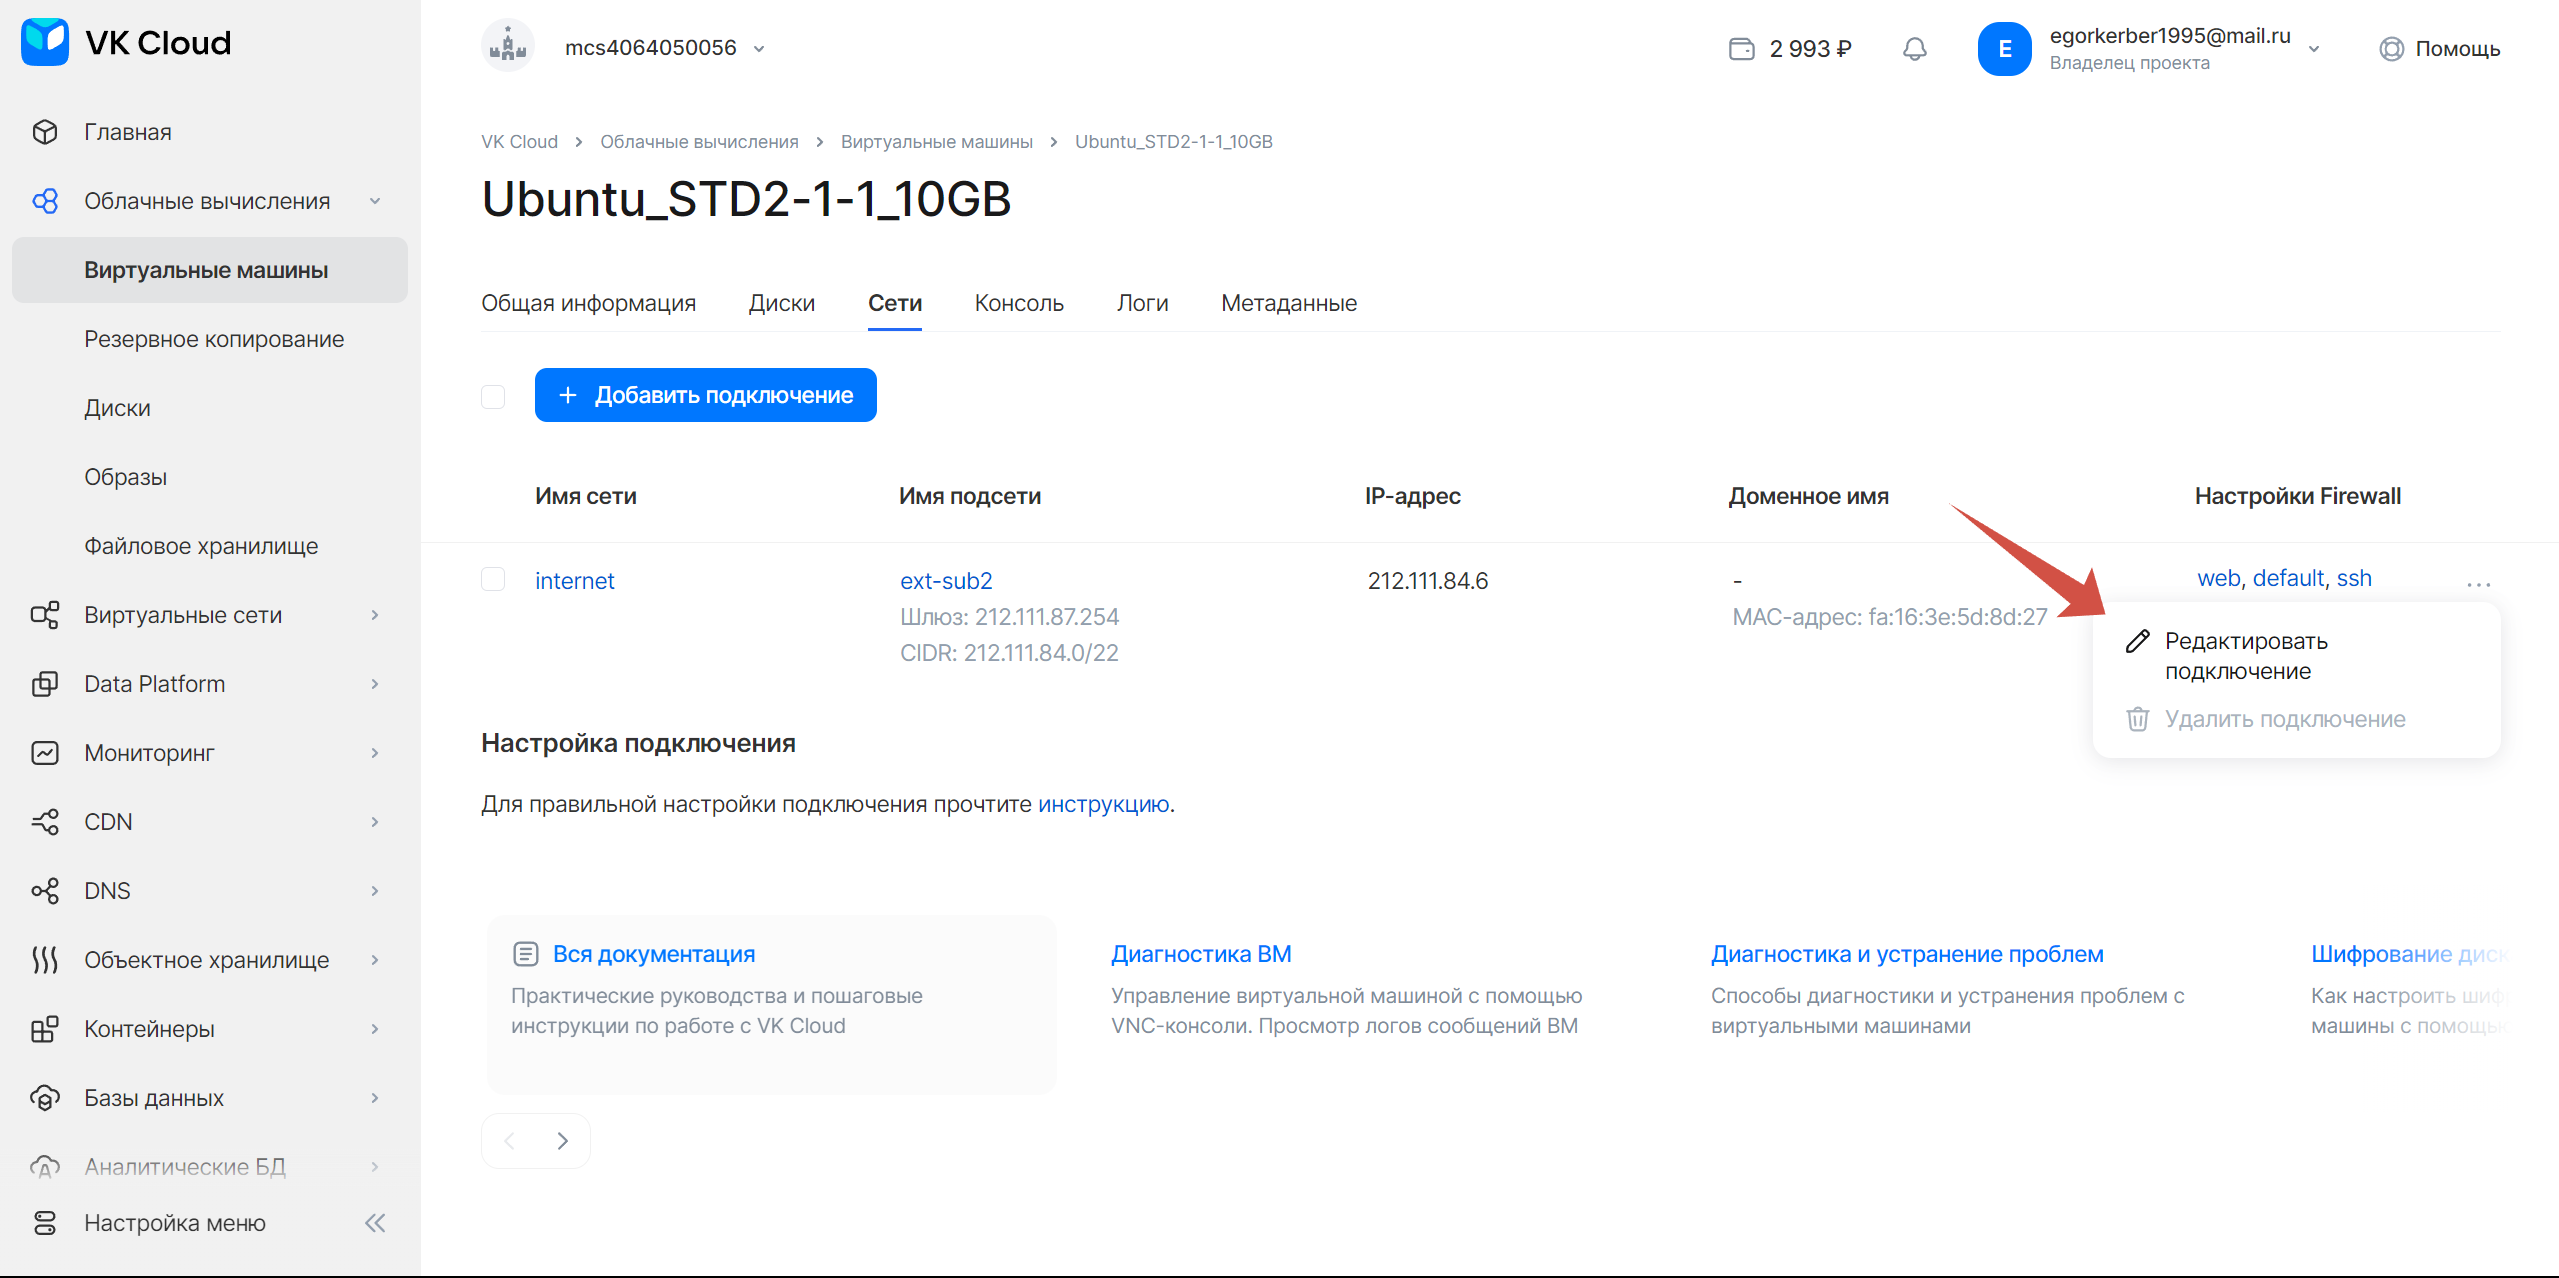 VK Cloud
mcs4064050056
2 993 ₽
E
egorkerber1995@mail.ru
Владелец проекта
Помощь
Главная
Облачные вычисления
Виртуальные машины
Резервное копирование
Диски
Образы
Файловое хранилище
Виртуальные сети
Data Platform
Мониторинг
CDN
DNS
Объектное хранилище
Контейнеры
Базы данных
Аналитические БД
Настройка меню
VK Cloud > Облачные вычисления > Виртуальные машины > Ubuntu_STD2-1-1_10GB
Ubuntu_STD2-1-1_10GB
Общая информация Диски Сети Консоль Логи Метаданные
+ Добавить подключение
Имя сети Имя подсети IP-адрес Доменное имя Настройки Firewall
internet ext-sub2 212.111.84.6 - web, default, ssh ...
Шлюз: 212.111.87.254 MAC-адрес: fa:16:3e:5d:8d:27
CIDR: 212.111.84.0/22
Редактировать
подключение
Удалить подключение
Настройка подключения
Для правильной настройки подключения прочтите инструкцию.
Вся документация
Практические руководства и пошаговые
инструкции по работе с VK Cloud
Диагностика ВМ
Управление виртуальной машиной с помощью
VNC-консоли. Просмотр логов сообщений ВМ
Диагностика и устранение проблем
Способы диагностики и устранения проблем с
виртуальными машинами
Шифрование диск
Как настроить шиф
машины с помощью